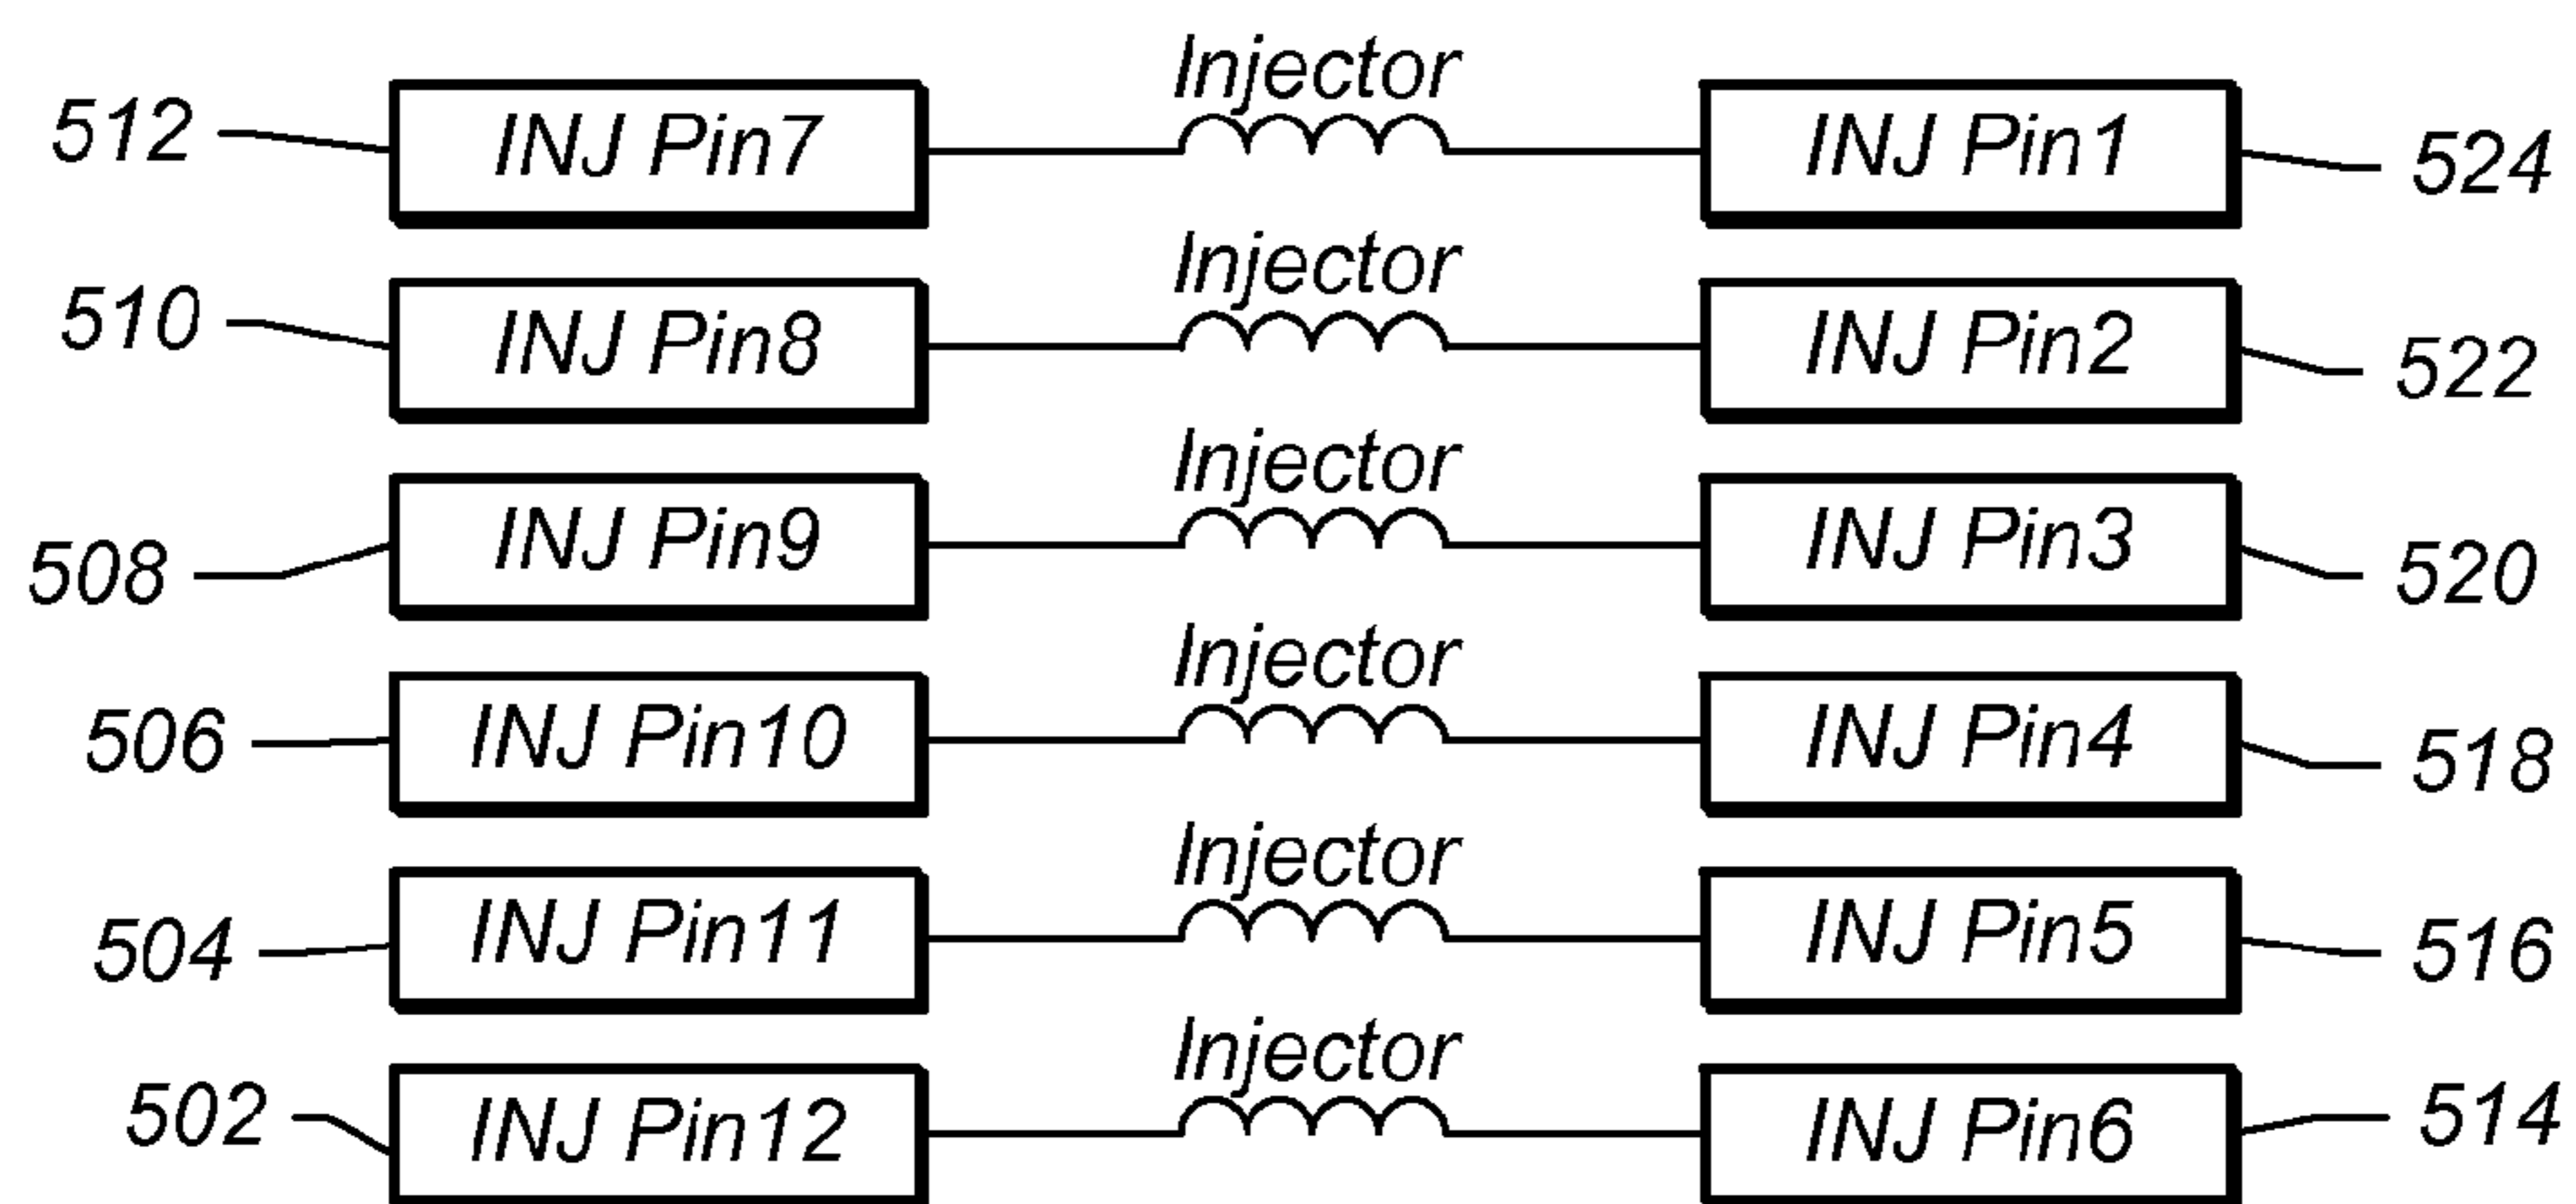 Injector
512 INJ Pin7 INJ Pin1 524
Injector
510 INJ Pin8 INJ Pin2 522
Injector
508 INJ Pin9 INJ Pin3 520
Injector
506 INJ Pin10 INJ Pin4 518
Injector
504 INJ Pin11 INJ Pin5 516
Injector
502 INJ Pin12 INJ Pin6 514